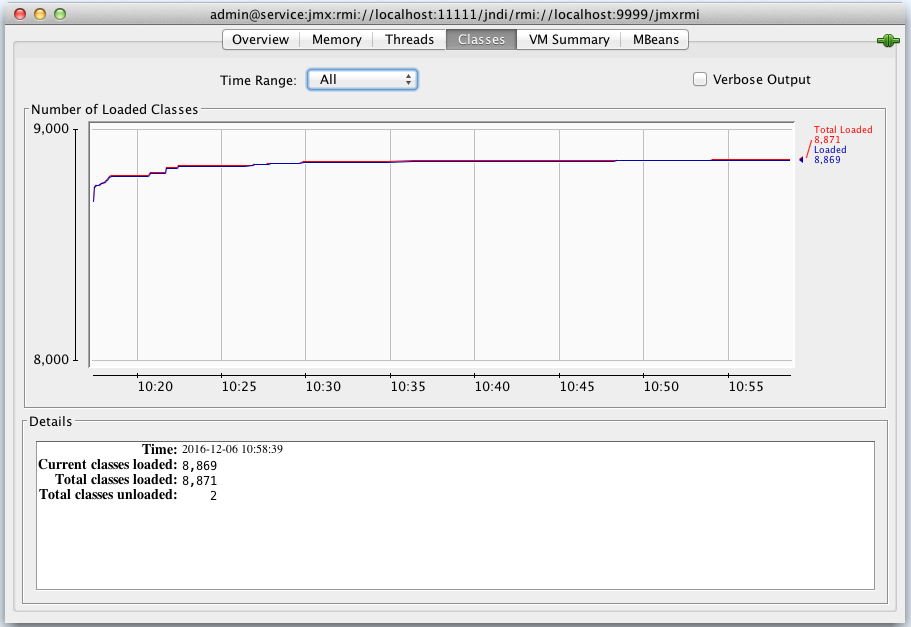 admin@service:jmx:rmi://localhost:11111/jndi/rmi://localhost:9999/jmxrmi
Overview Memory Threads Classes VM Summary MBeans
Time Range: All Verbose Output
Number of Loaded Classes
9,000
8,000
Total Loaded
8,871
Loaded
8,869
10:20 10:25 10:30 10:35 10:40 10:45 10:50 10:55
Details
Time: 2016-12-06 10:58:39
Current classes loaded: 8,869
Total classes loaded: 8,871
Total classes unloaded: 2